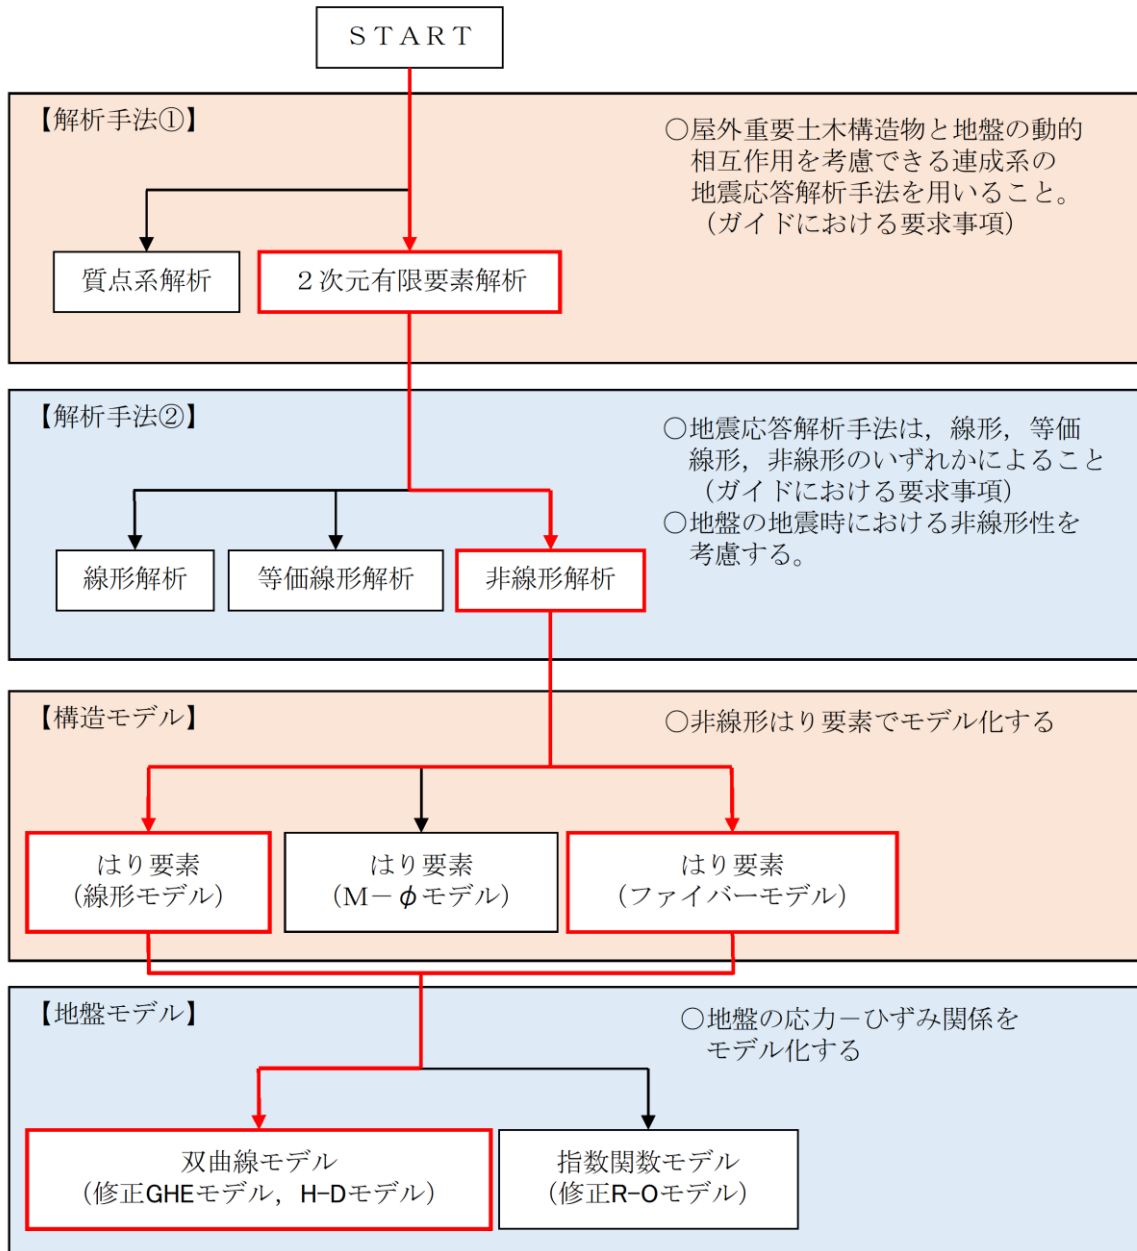 ＳＴＡＲＴ
【解析手法①】
○屋外重要土木構造物と地盤の動的
相互作用を考慮できる連成系の
地震応答解析手法を用いること。
（ガイドにおける要求事項）
質点系解析
２次元有限要素解析
【解析手法②】
○地震応答解析手法は，線形，等価
線形，非線形のいずれかによること
（ガイドにおける要求事項）
○地盤の地震時における非線形性を
考慮する。
線形解析
等価線形解析
非線形解析
【構造モデル】
○非線形はり要素でモデル化する
はり要素
（線形モデル）
はり要素
（M－φモデル）
はり要素
（ファイバーモデル）
【地盤モデル】
○地盤の応力－ひずみ関係を
モデル化する
双曲線モデル
（修正GHEモデル，H-Dモデル）
指数関数モデル
（修正R-Oモデル）